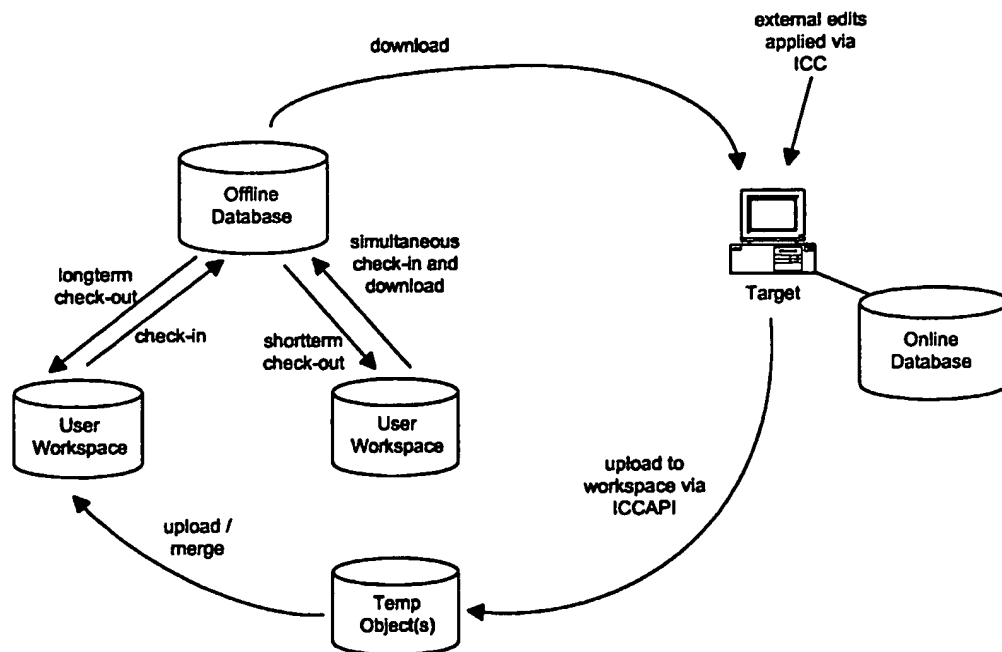 download
external edits
applied via
ICC
Offline
Database
simultaneous
check-in and
download
longterm
check-out
check-in
shortterm
check-out
Target
Online
Database
User
Workspace
User
Workspace
upload to
workspace via
ICCAPI
upload /
merge
Temp
Object(s)